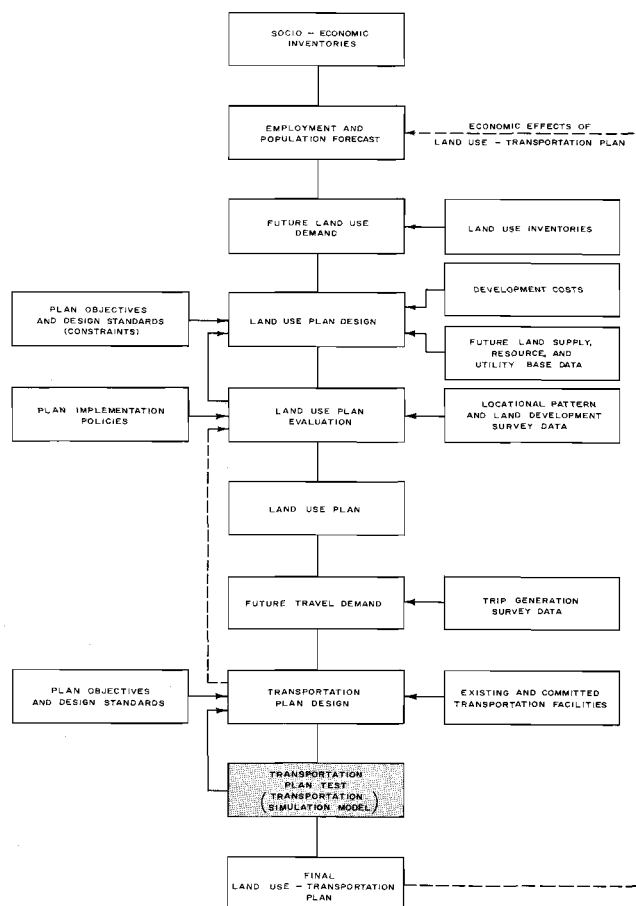 SOCIO - ECONOMIC
INVENTORIES
EMPLOYMENT AND
POPULATION FORECAST
ECONOMIC EFFECTS OF
LAND USE - TRANSPORTATION PLAN
FUTURE LAND USE
DEMAND
LAND USE INVENTORIES
PLAN OBJECTIVES
AND DESIGN STANDARDS
(CONSTRAINTS)
LAND USE PLAN DESIGN
DEVELOPMENT COSTS
FUTURE LAND SUPPLY,
RESOURCE, AND
UTILITY BASE DATA
PLAN IMPLEMENTATION
POLICIES
LAND USE PLAN
EVALUATION
LOCATIONAL PATTERN
AND LAND DEVELOPMENT
SURVEY DATA
LAND USE PLAN
FUTURE TRAVEL DEMAND
TRIP GENERATION
SURVEY DATA
PLAN OBJECTIVES
AND DESIGN STANDARDS
TRANSPORTATION
PLAN DESIGN
EXISTING AND COMMITTED
TRANSPORTATION FACILITIES
TRANSPORTATION
PLAN TEST
(TRANSPORTATION
SIMULATION MODEL)
FINAL
LAND USE - TRANSPORTATION
PLAN